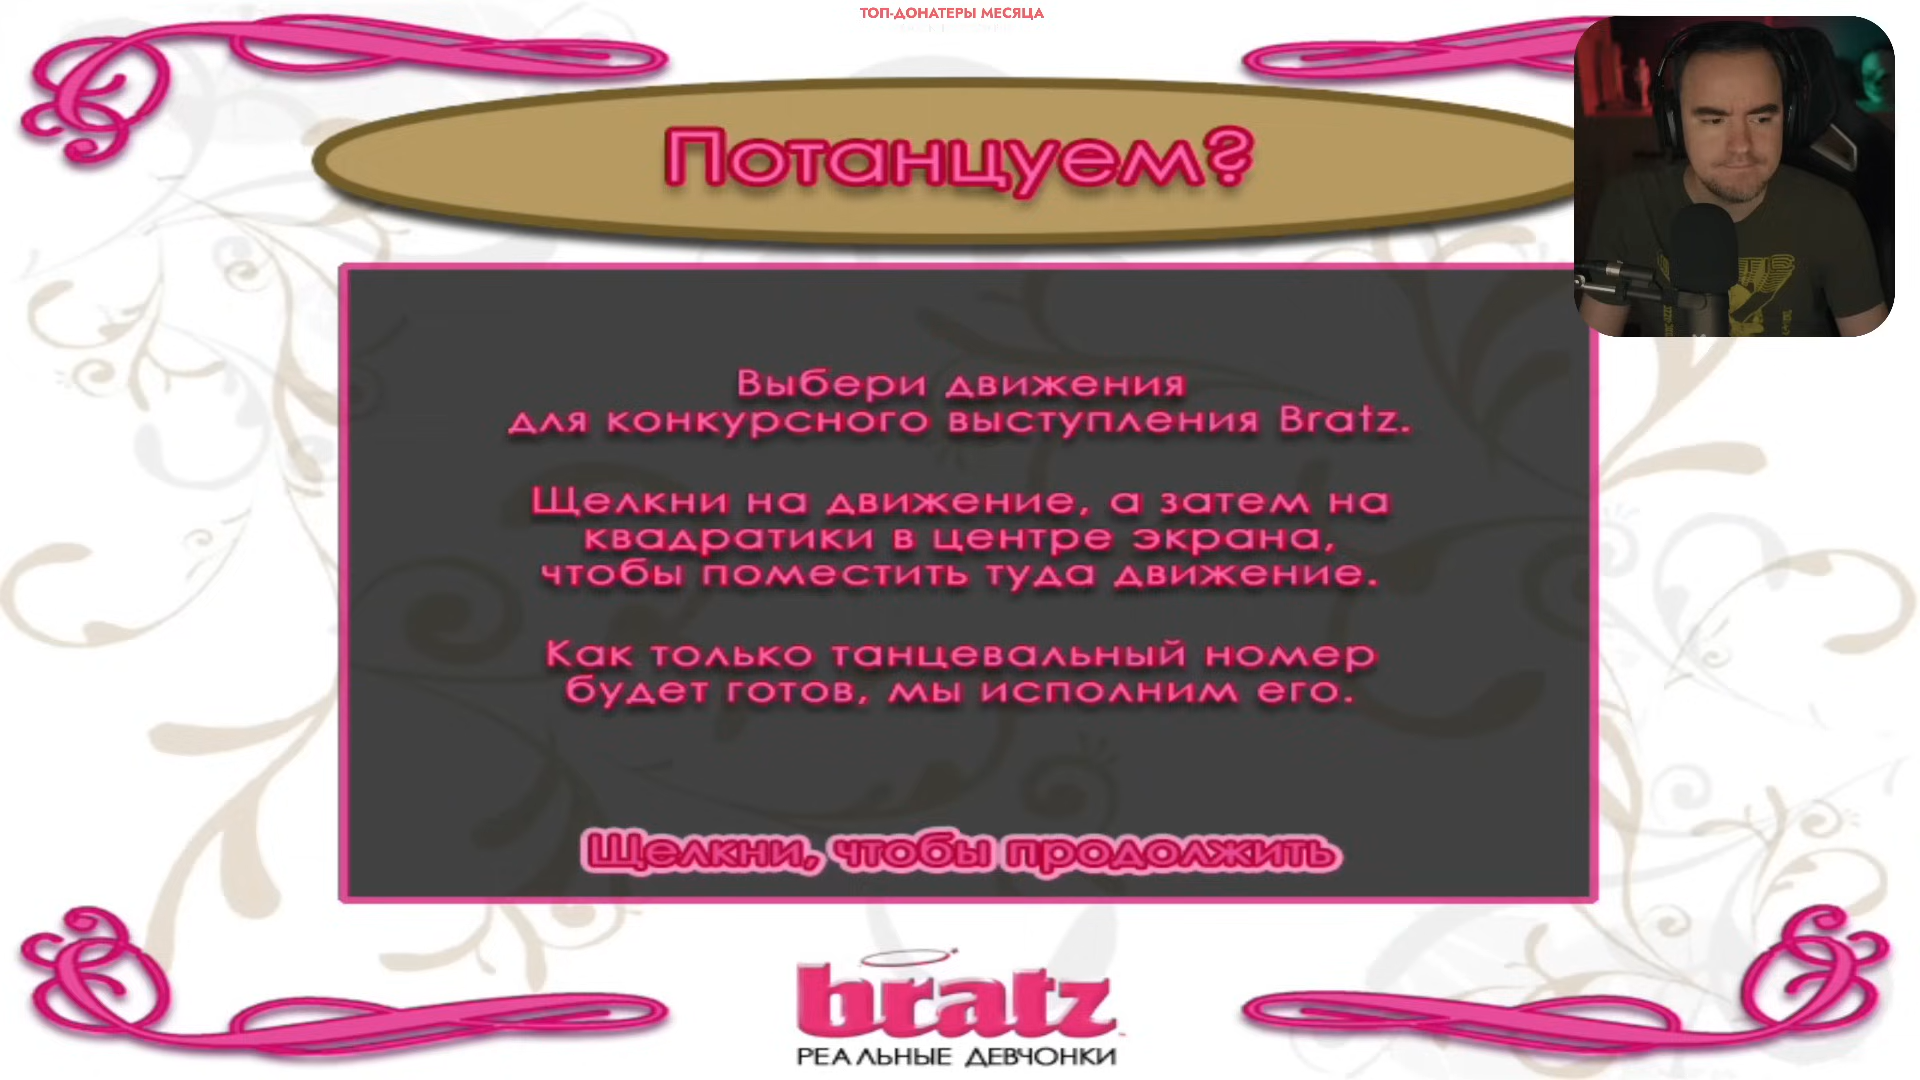 ТОП-ДОНАТЕРЫ МЕСЯЦА
Потанцуем?
Выбери движения
для конкурсного выступления Bratz.
Щелкни на движение, а затем на
квадратики в центре экрана,
чтобы поместить туда движение.
Как только танцевальный номер
будет готов, мы исполним его.
Щелкни, чтобы продолжить
bratz
РЕАЛЬНЫЕ ДЕВЧОНКИ